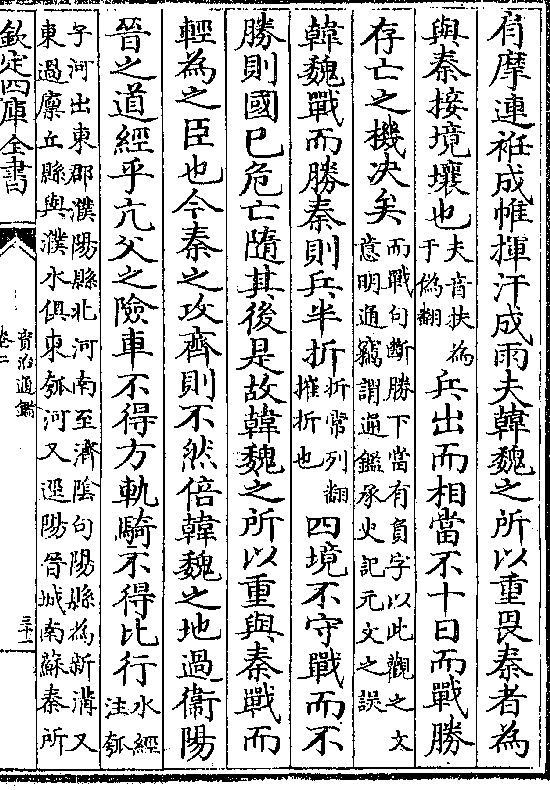 肩摩連袵成帷揮汗成雨夫韓魏之所以重畏秦者為
與秦接境壤也夫音扶為于偽翻兵出而相當不十日而戰勝
存亡之機決矣而戰句斷勝下當有負字以此觀之文意明通竊謂通鑑承史記元文之誤
韓魏戰而勝秦則兵半折折常列翻摧折也四境不守戰而不
勝則國已危亡隨其後是故韓魏之所以重與秦戰而
輕為之臣也今秦之攻齊則不然倍韓魏之地過衞陽
晉之道經乎亢父之險車不得方軌騎不得比行水經注瓠
子河出東郡濮陽縣北河南至濟陰句陽縣為新溝又
東過廪丘縣與濮水俱東瓠河又逕陽晉城南蘇秦所
欽定四庫全書
資治通鑑
卷二
三十一